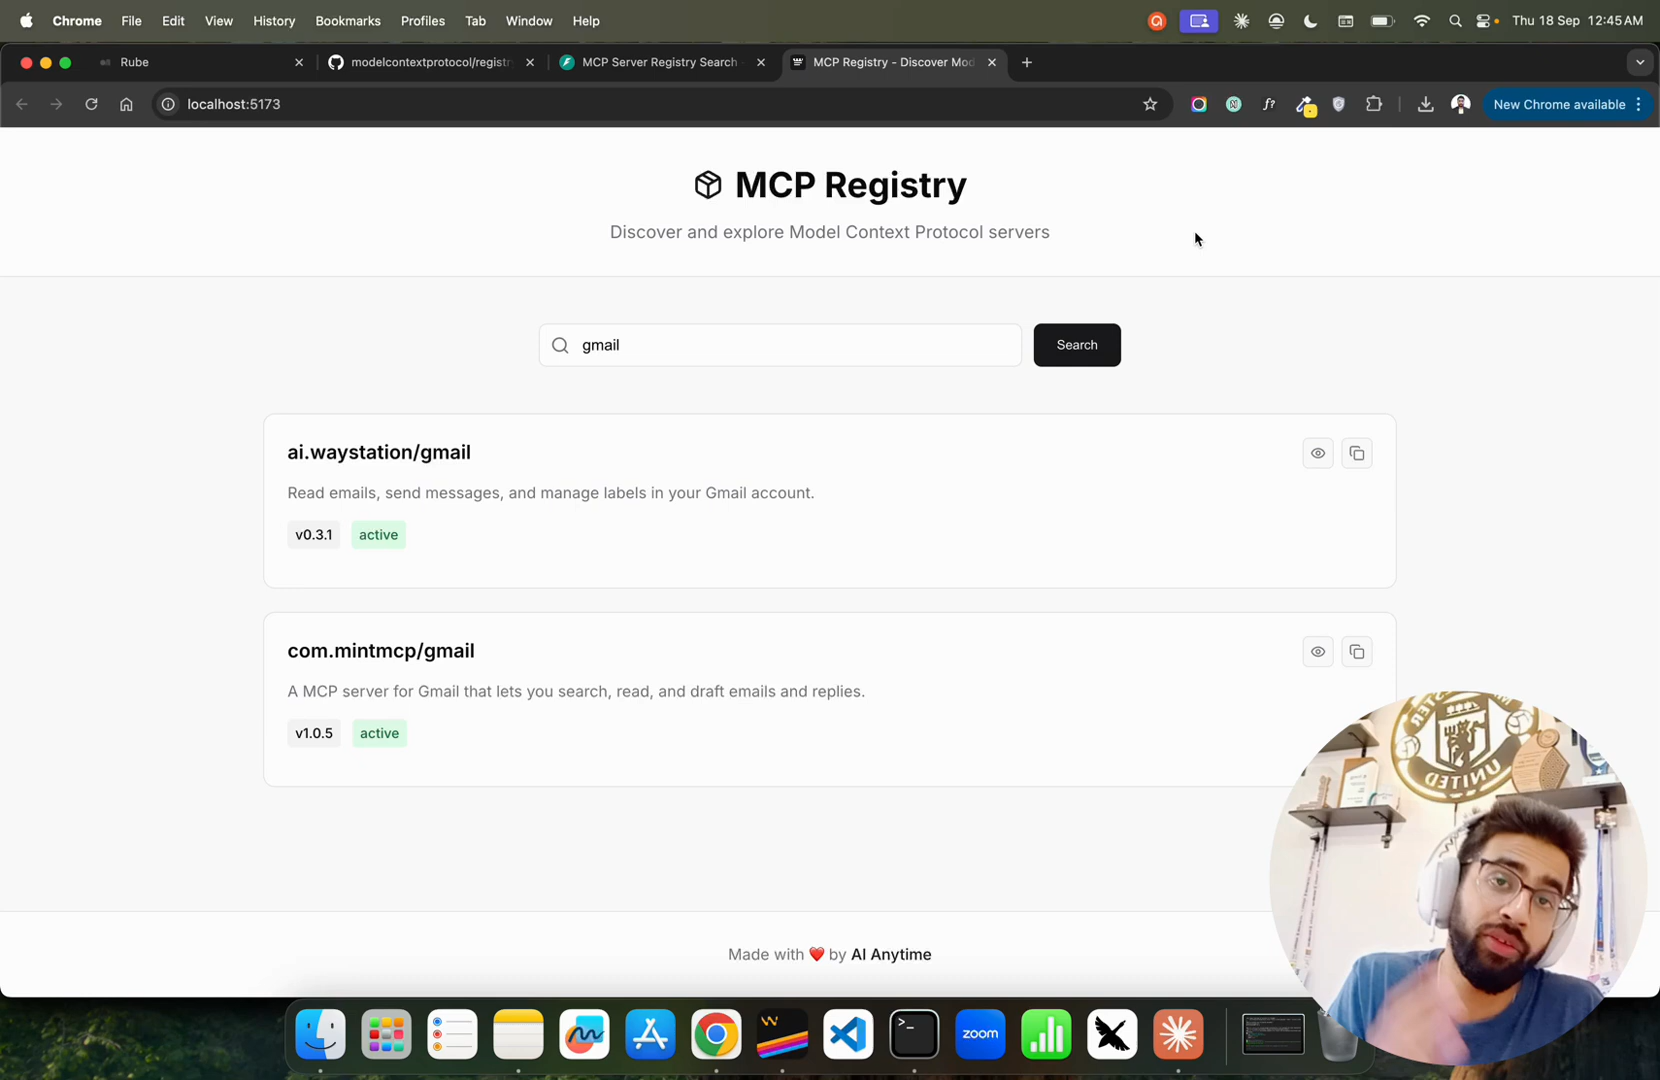 Chrome File Edit View History Bookmarks Profiles Tab Window Help Thu 18 Sep 12:45 AM
Rube modelcontextprotocol/registr MCP Server Registry Search MCP Registry - Discover Mod
localhost:5173 New Chrome available
MCP Registry
Discover and explore Model Context Protocol servers
gmail Search
ai.waystation/gmail
Read emails, send messages, and manage labels in your Gmail account.
v0.3.1 active
com.mintmcp/gmail
A MCP server for Gmail that lets you search, read, and draft emails and replies.
v1.0.5 active
UNITED
Made with ❤️ by AI Anytime
zoom